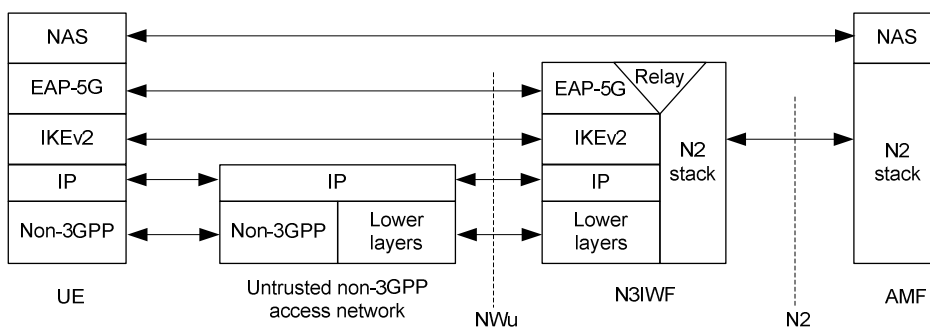 NAS
NAS
EAP-5G
EAP-5G
Relay
IKEv2
IKEv2
N2
stack
N2
stack
IP
IP
IP
Non-3GPP
Non-3GPP
Lower
layers
Lower
layers
UE
Untrusted non-3GPP
access network
N3IWF
AMF
NWu
N2